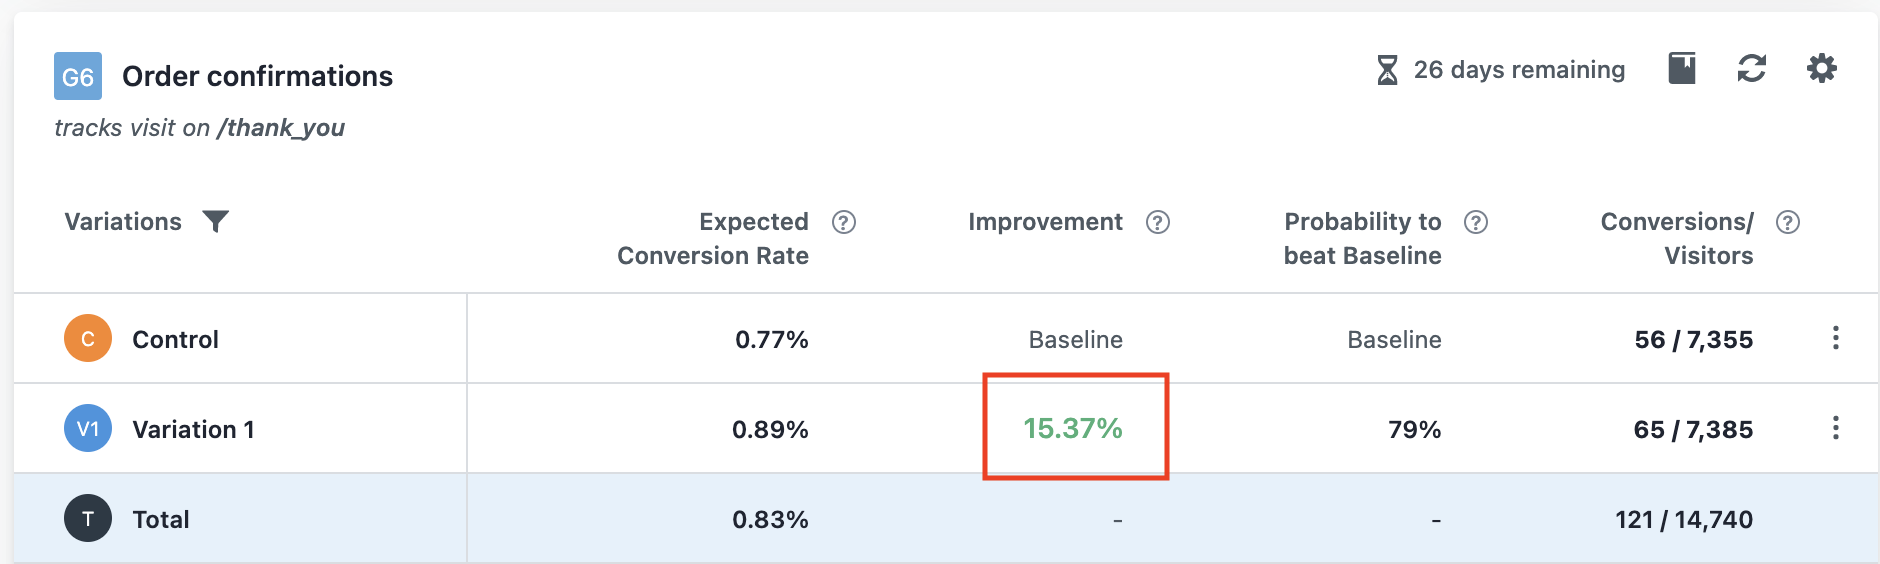 G6 Order confirmations
26 days remaining
tracks visit on /thank_you
Variations
Expected ?
Conversion Rate
Improvement ?
Probability to ?
beat Baseline
Conversions/ ?
Visitors
C Control 0.77% Baseline Baseline 56 / 7,355
V1 Variation 1 0.89% 15.37% 79% 65 / 7,385
T Total 0.83% - - 121 / 14,740